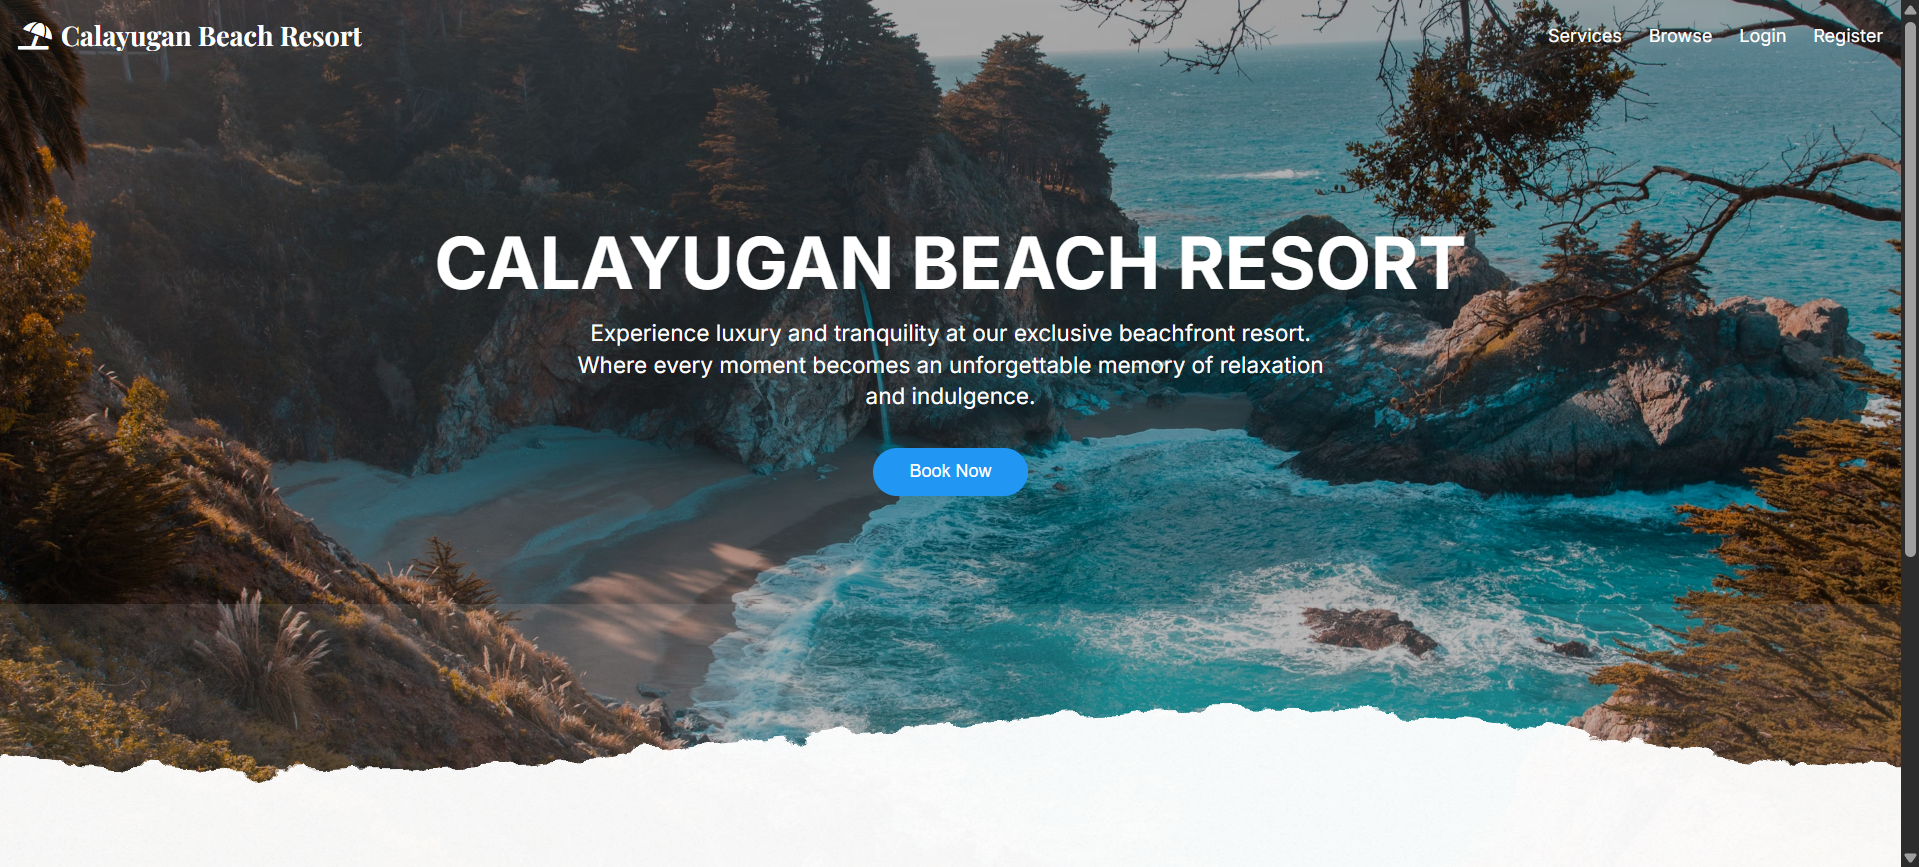 Calayugan Beach Resort
Services
Browse
Login
Register
CALAYUGAN BEACH RESORT
Experience luxury and tranquility at our exclusive beachfront resort.
Where every moment becomes an unforgettable memory of relaxation
and indulgence.
Book Now